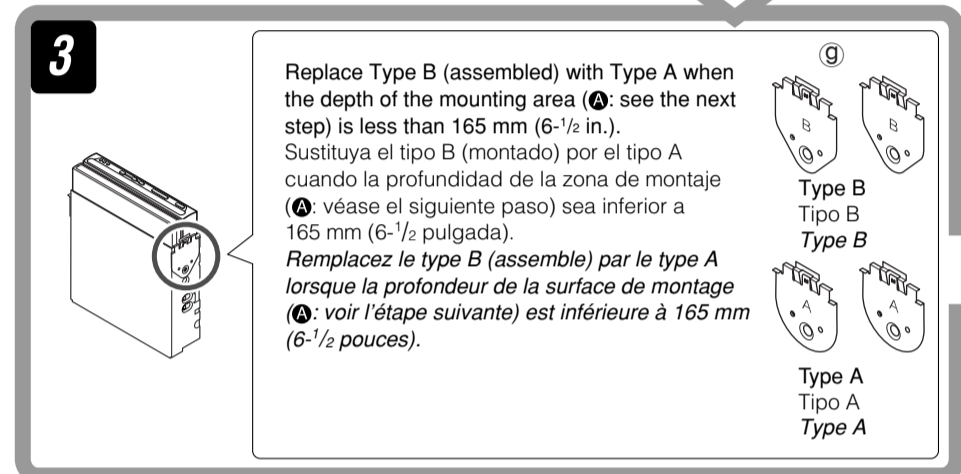 3
Replace Type B (assembled) with Type A when
the depth of the mounting area (A: see the next
step) is less than 165 mm (6-1/2 in.).
Sustituya el tipo B (montado) por el tipo A
cuando la profundidad de la zona de montaje
(A: véase el siguiente paso) sea inferior a
165 mm (6-1/2 pulgada).
Remplacez le type B (assemble) par le type A
lorsque la profondeur de la surface de montage
(A: voir l'étape suivante) est inférieure à 165 mm
(6-1/2 pouces).
g
B B
Type B
Tipo B
Type B
A A
Type A
Tipo A
Type A